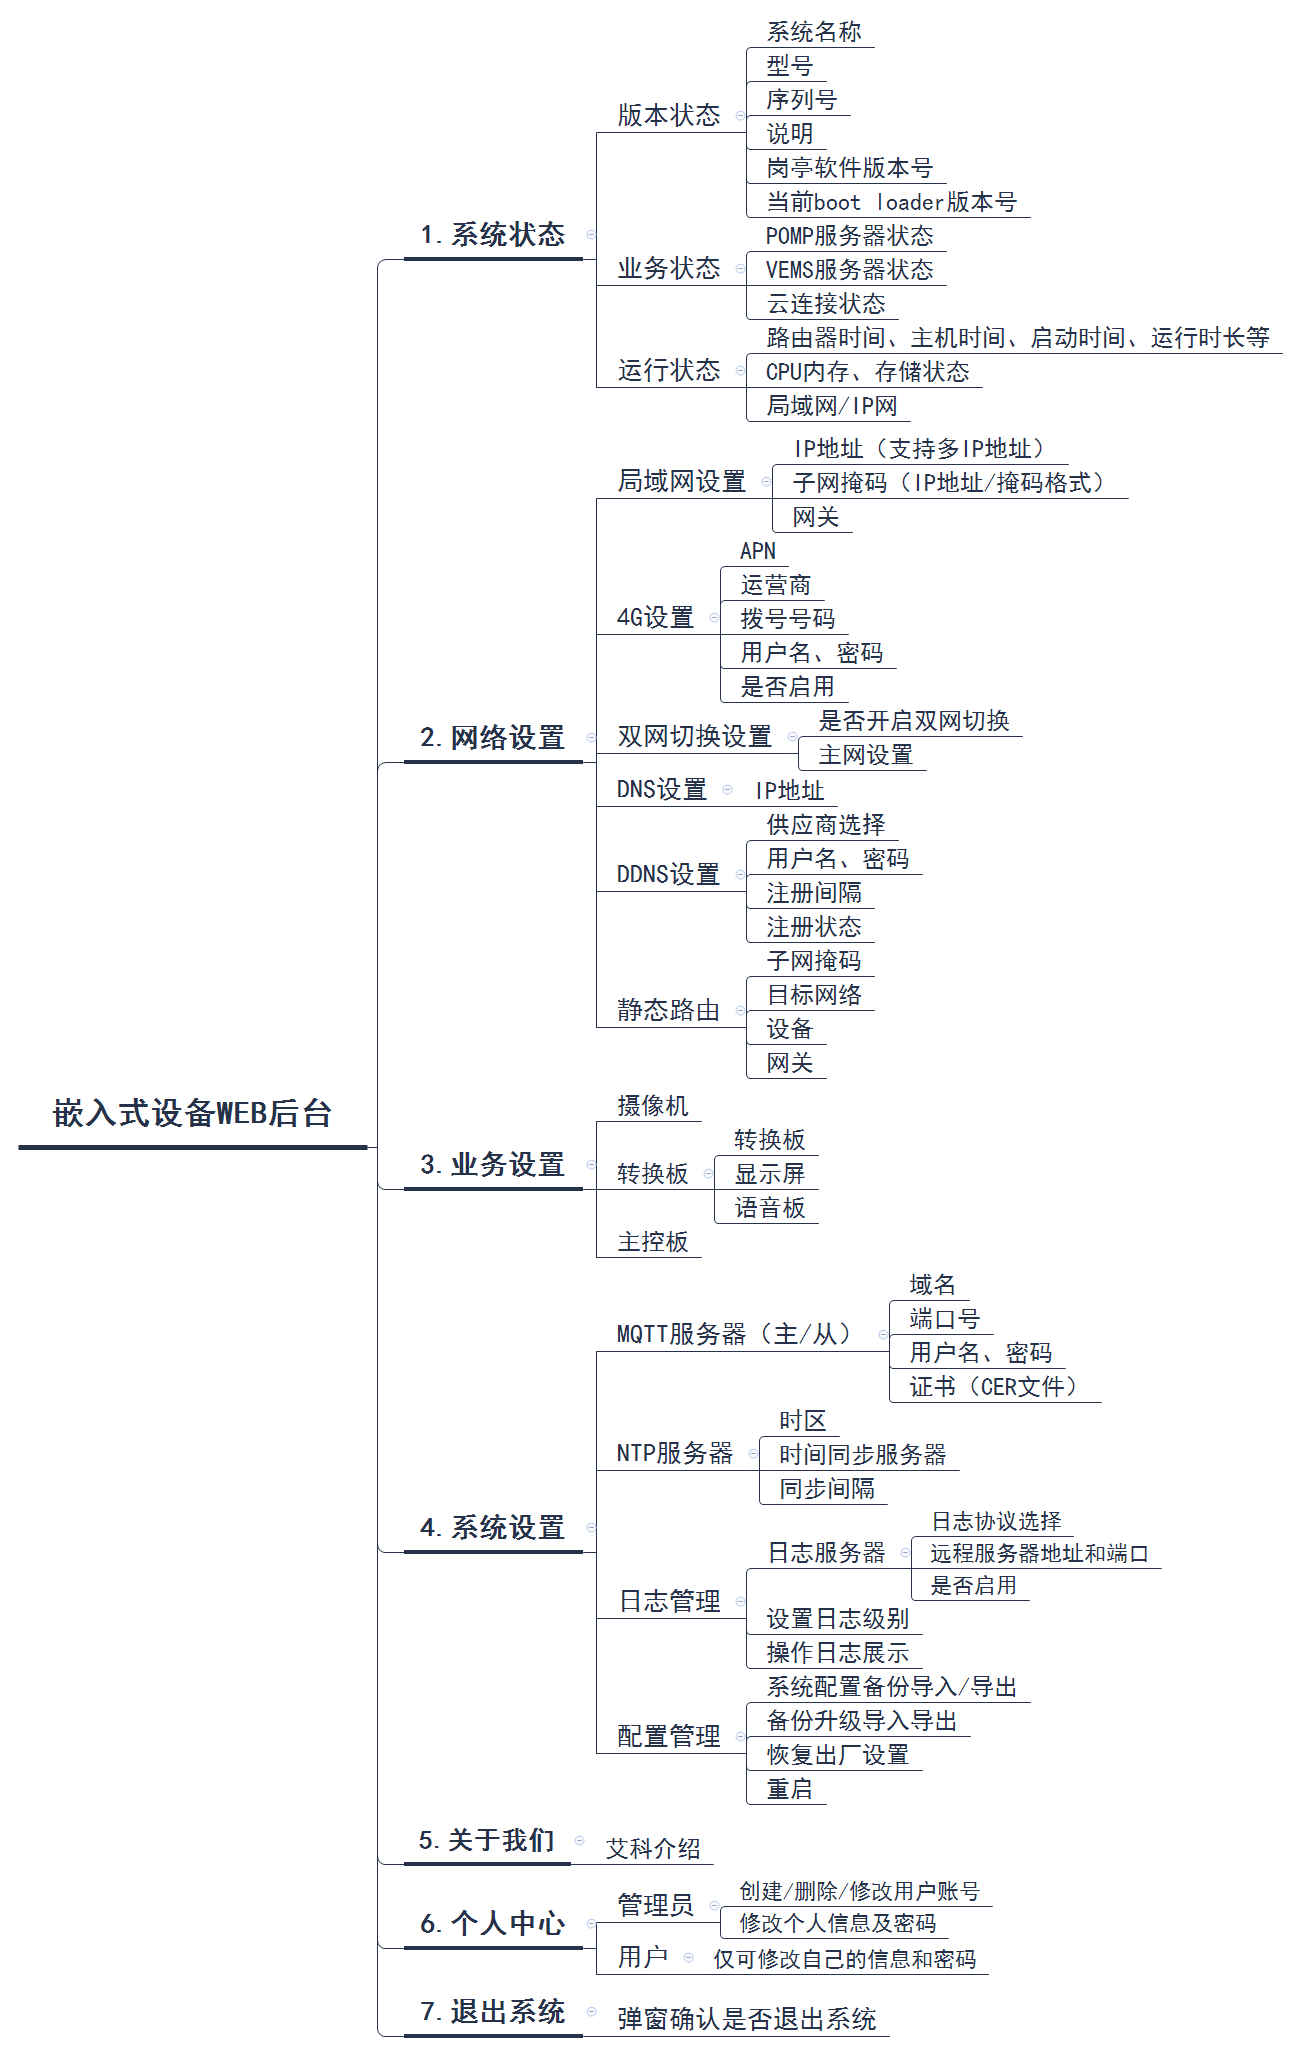 嵌入式设备WEB后台
1.系统状态
版本状态
系统名称
型号
序列号
说明
岗亭软件版本号
当前boot loader版本号
业务状态
POMP服务器状态
VEMS服务器状态
云连接状态
运行状态
路由器时间、主机时间、启动时间、运行时长等
CPU内存、存储状态
局域网/IP网
2.网络设置
局域网设置
IP地址（支持多IP地址）
子网掩码（IP地址/掩码格式）
网关
4G设置
APN
运营商
拨号号码
用户名、密码
是否启用
双网切换设置
是否开启双网切换
主网设置
DNS设置
IP地址
DDNS设置
供应商选择
用户名、密码
注册间隔
注册状态
静态路由
子网掩码
目标网络
设备
网关
3.业务设置
摄像机
转换板
转换板
显示屏
语音板
主控板
4.系统设置
MQTT服务器（主/从）
域名
端口号
用户名、密码
证书（CER文件）
NTP服务器
时区
时间同步服务器
同步间隔
日志管理
日志服务器
日志协议选择
远程服务器地址和端口
是否启用
设置日志级别
操作日志展示
配置管理
系统配置备份导入/导出
备份升级导入导出
恢复出厂设置
重启
5.关于我们
艾科介绍
6.个人中心
管理员
创建/删除/修改用户账号
修改个人信息及密码
用户
仅可修改自己的信息和密码
7.退出系统
弹窗确认是否退出系统